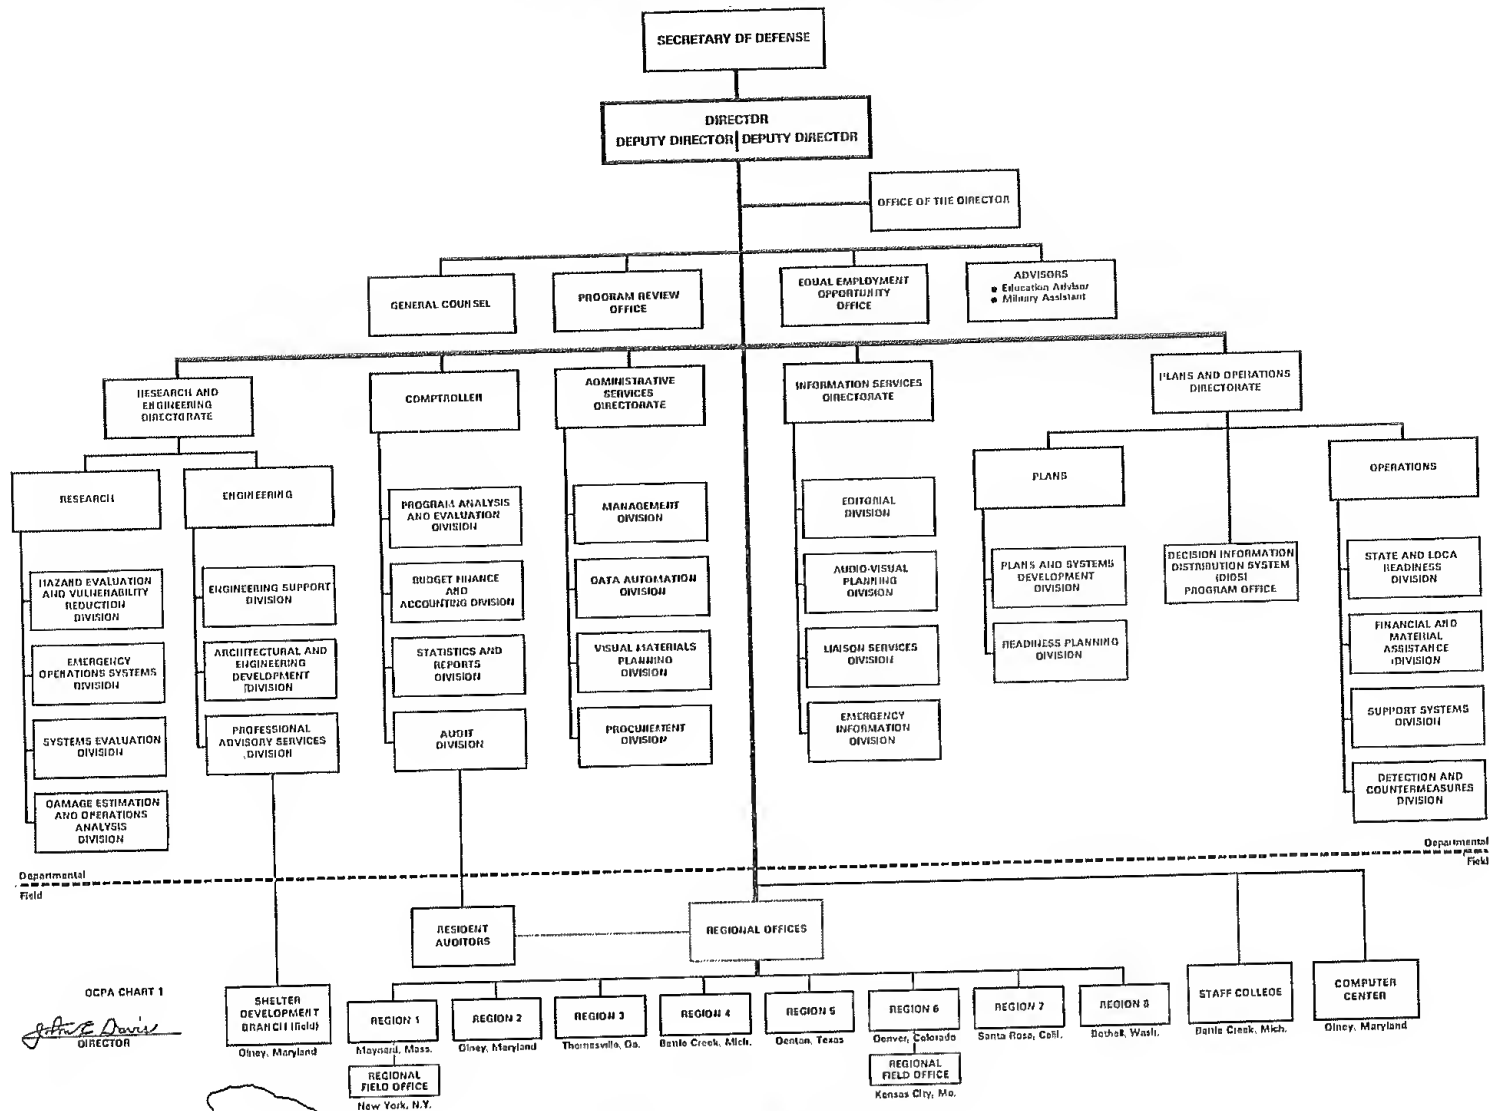 SECRETARY OF DEFENSE
DIRECTOR
DEPUTY DIRECTOR DEPUTY DIRECTOR
OFFICE OF THE DIRECTOR
GENERAL COUNSEL
PROGRAM REVIEW
OFFICE
EQUAL EMPLOYMENT
OPPORTUNITY
OFFICE
ADVISORS
• Education Advisor
• Military Assistant
RESEARCH AND
ENGINEERING
DIRECTORATE
COMPTROLLER
ADMINISTRATIVE
SERVICES
DIRECTORATE
INFORMATION SERVICES
DIRECTORATE
PLANS AND OPERATIONS
DIRECTORATE
RESEARCH
ENGINEERING
PLANS
OPERATIONS
HAZARD EVALUATION
AND VULNERABILITY
REDUCTION
DIVISION
EMERGENCY
OPERATIONS SYSTEMS
DIVISION
SYSTEMS EVALUATION
DIVISION
DAMAGE ESTIMATION
AND OPERATIONS
ANALYSIS
DIVISION
ENGINEERING SUPPORT
DIVISION
ARCHITECTURAL AND
ENGINEERING
DEVELOPMENT
DIVISION
PROFESSIONAL
ADVISORY SERVICES
DIVISION
PROGRAM ANALYSIS
AND EVALUATION
DIVISION
BUDGET FINANCE
AND
ACCOUNTING DIVISION
STATISTICS AND
REPORTS
DIVISION
AUDIT
DIVISION
MANAGEMENT
DIVISION
DATA AUTOMATION
DIVISION
VISUAL MATERIALS
PLANNING
DIVISION
PROCUREMENT
DIVISION
EDITORIAL
DIVISION
AUDIO-VISUAL
PLANNING
DIVISION
LIAISON SERVICES
DIVISION
EMERGENCY
INFORMATION
DIVISION
PLANS AND SYSTEMS
DEVELOPMENT
DIVISION
READINESS PLANNING
DIVISION
DECISION INFORMATION
DISTRIBUTION SYSTEM
(DIDS)
PROGRAM OFFICE
STATE AND LOCA
READINESS
DIVISION
FINANCIAL AND
MATERIAL
ASSISTANCE
DIVISION
SUPPORT SYSTEMS
DIVISION
DETECTION AND
COUNTERMEASURES
DIVISION
Departmental
Field
Departmental
Field
RESIDENT
AUDITORS
REGIONAL OFFICES
OCPA CHART 1
John E Davis
DIRECTOR
SHELTER
DEVELOPMENT
BRANCH (field)
Olney, Maryland
REGION 1
Maynard, Mass.
REGIONAL
FIELD OFFICE
New York, N.Y.
REGION 2
Olney, Maryland
REGION 3
Thomasville, Ga.
REGION 4
Battle Creek, Mich.
REGION 5
Denton, Texas
REGION 6
Denver, Colorado
REGIONAL
FIELD OFFICE
Kansas City, Mo.
REGION 7
Santa Rosa, Calif.
REGION 8
Bothell, Wash.
STAFF COLLEGE
Battle Creek, Mich.
COMPUTER
CENTER
Olney, Maryland